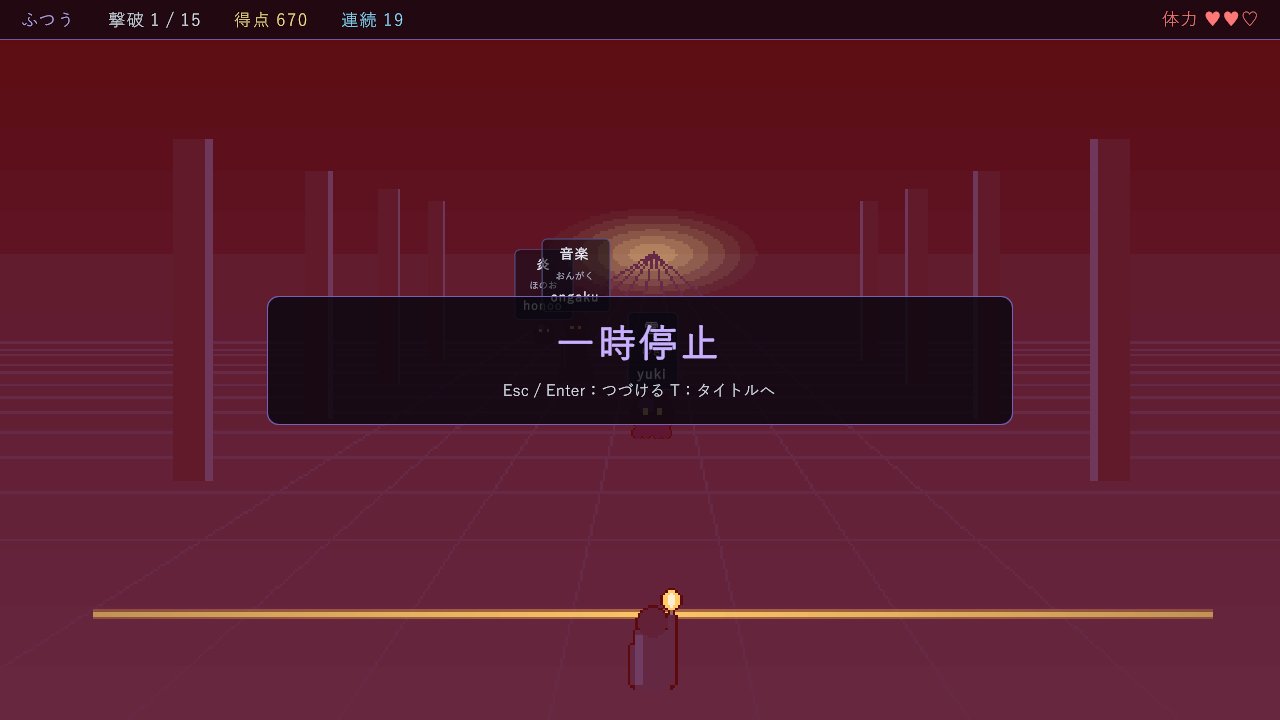 ふつう 撃破 1 / 15 得点 670 連続 19 体力 ♥♥♡
音楽
おんがく
ongaku
炎
ほのお
一時停止
yuki
Esc / Enter：つづける T：タイトルへ